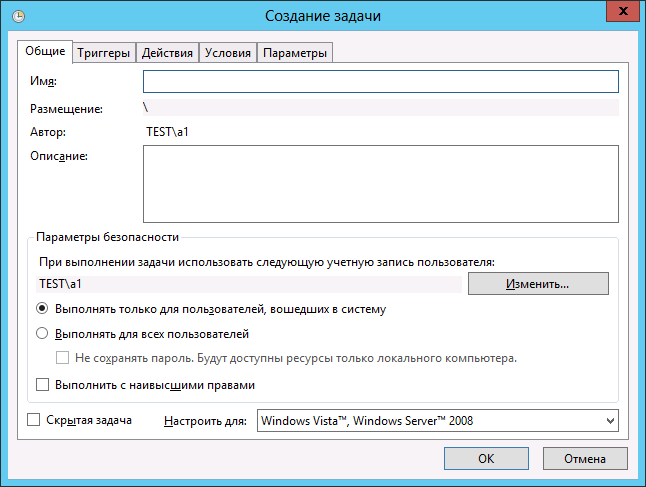 Создание задачи
Общие Триггеры Действия Условия Параметры
Имя:
Размещение: \
Автор: TEST\a1
Описание:
Параметры безопасности
При выполнении задачи использовать следующую учетную запись пользователя:
TEST\a1 Изменить...
Выполнять только для пользователей, вошедших в систему
Выполнять для всех пользователей
Не сохранять пароль. Будут доступны ресурсы только локального компьютера.
Выполнить с наивысшими правами
Скрытая задача Настроить для: Windows Vista™, Windows Server™ 2008
OK Отмена